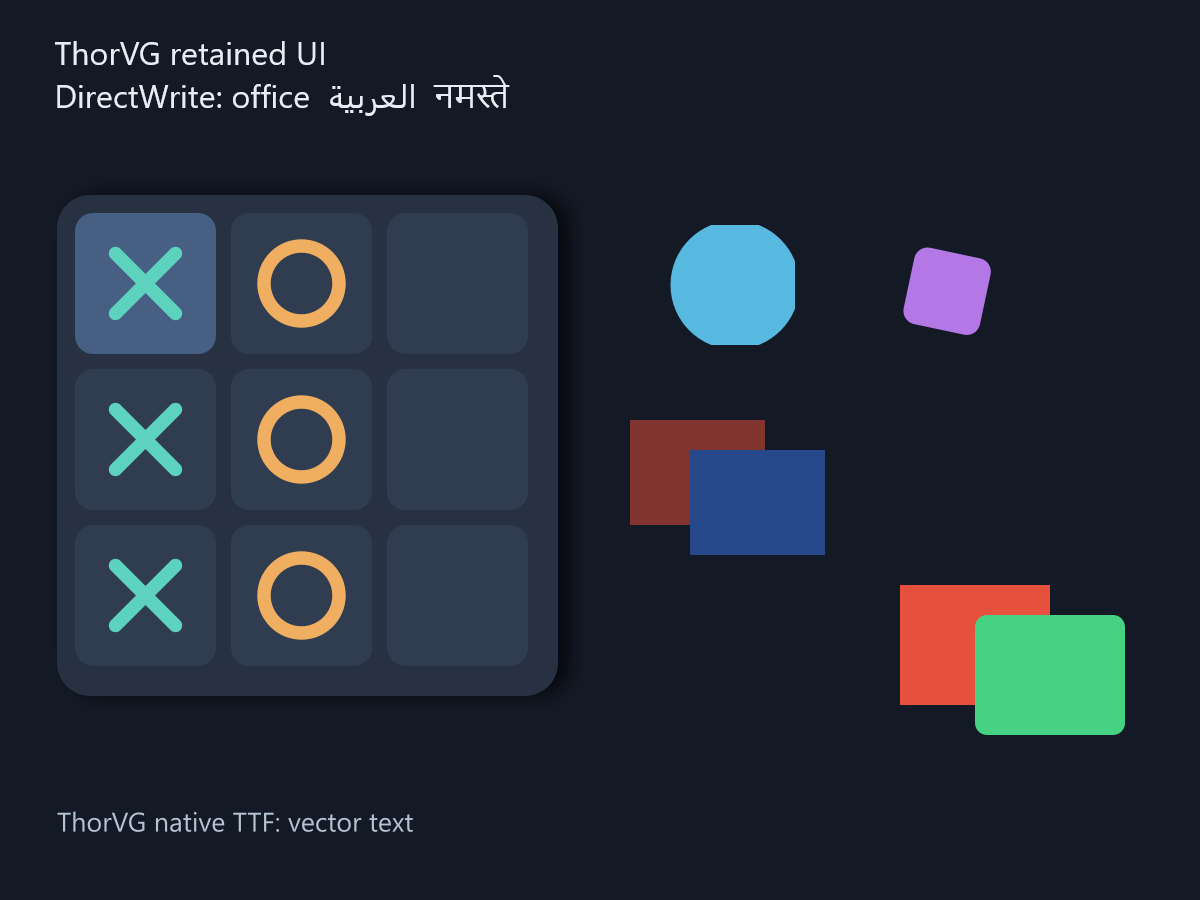 ThorVG retained UI
DirectWrite: office العربية नमस्ते
ThorVG native TTF: vector text